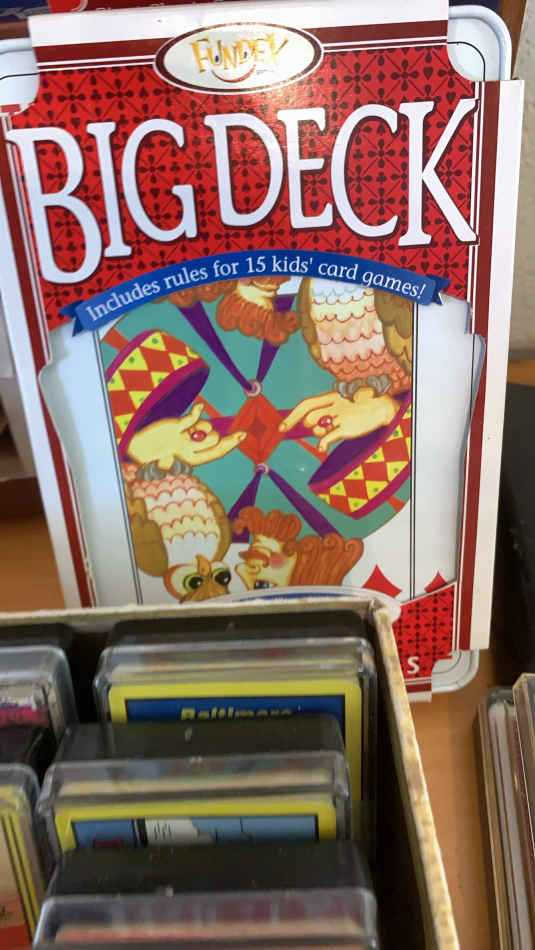 FUNDEX
BIG DECK
Includes rules for 15 kids' card games!
S
Baltimore